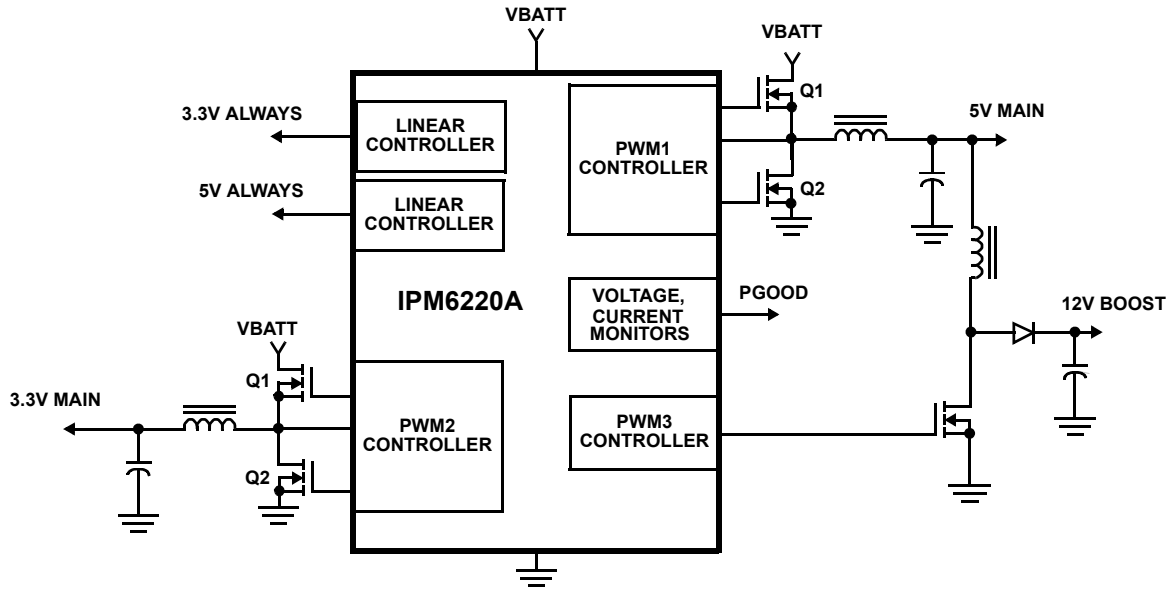 VBATT
VBATT
3.3V ALWAYS
LINEAR
CONTROLLER
5V ALWAYS
LINEAR
CONTROLLER
PWM1
CONTROLLER
Q1
Q2
5V MAIN
IPM6220A
VOLTAGE,
CURRENT
MONITORS
PGOOD
12V BOOST
VBATT
Q1
3.3V MAIN
Q2
PWM2
CONTROLLER
PWM3
CONTROLLER